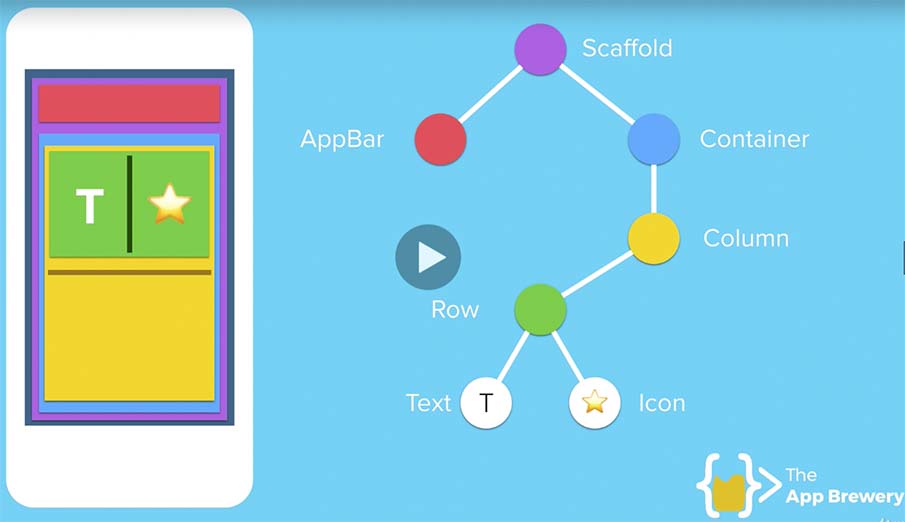 Scaffold
AppBar
Container
T
Column
Row
Text
T
Icon
The
App Brewery